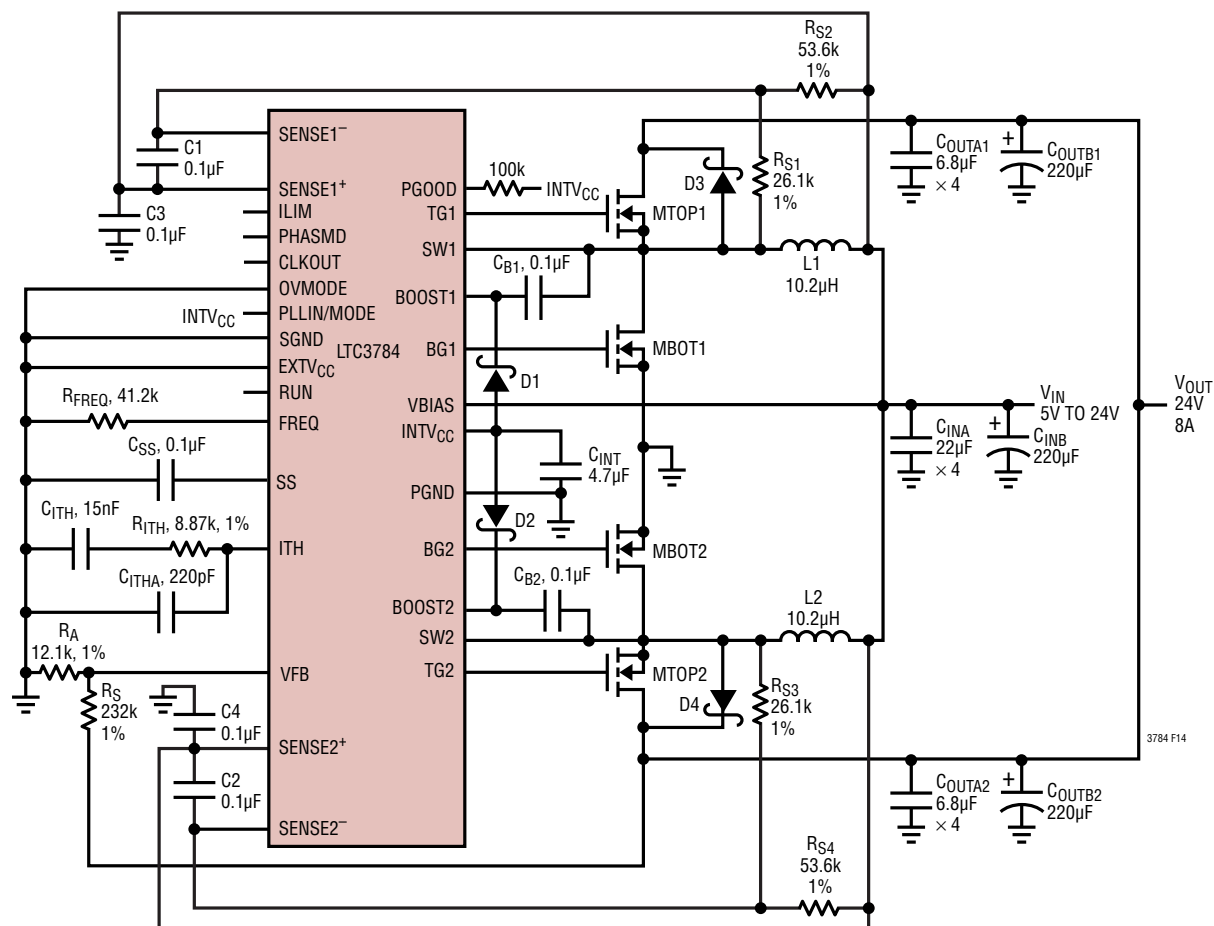 RS2
53.6k
1%
SENSE1–
C1
0.1µF
SENSE1+
C3
0.1µF
ILIM
PHASMD
CLKOUT
OVMODE
INTVCC
PLLIN/MODE
SGND
LTC3784
EXTVCC
RUN
RFREQ, 41.2k
FREQ
CSS, 0.1µF
SS
CITH, 15nF
RITH, 8.87k, 1%
ITH
CITHA, 220pF
RA
12.1k, 1%
VFB
RS
232k
1%
C4
0.1µF
SENSE2+
C2
0.1µF
SENSE2–
PGOOD
100k
INTVCC
TG1
MTOP1
D3
RS1
26.1k
1%
SW1
L1
10.2µH
CB1, 0.1µF
BOOST1
BG1
MBOT1
D1
VBIAS
INTVCC
CINT
4.7µF
PGND
D2
BG2
MBOT2
CB2, 0.1µF
BOOST2
SW2
L2
10.2µH
TG2
MTOP2
D4
RS3
26.1k
1%
RS4
53.6k
1%
COUTA1
6.8µF
× 4
+
COUTB1
220µF
VIN
5V TO 24V
CINA
22µF
× 4
+
CINB
220µF
VOUT
24V
8A
COUTA2
6.8µF
× 4
+
COUTB2
220µF
3784 F14